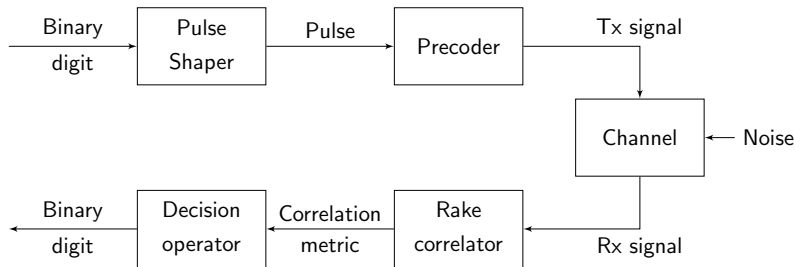 Binary
digit
Pulse
Shaper
Pulse
Precoder
Tx signal
Channel
Noise
Binary
digit
Decision
operator
Correlation
metric
Rake
correlator
Rx signal